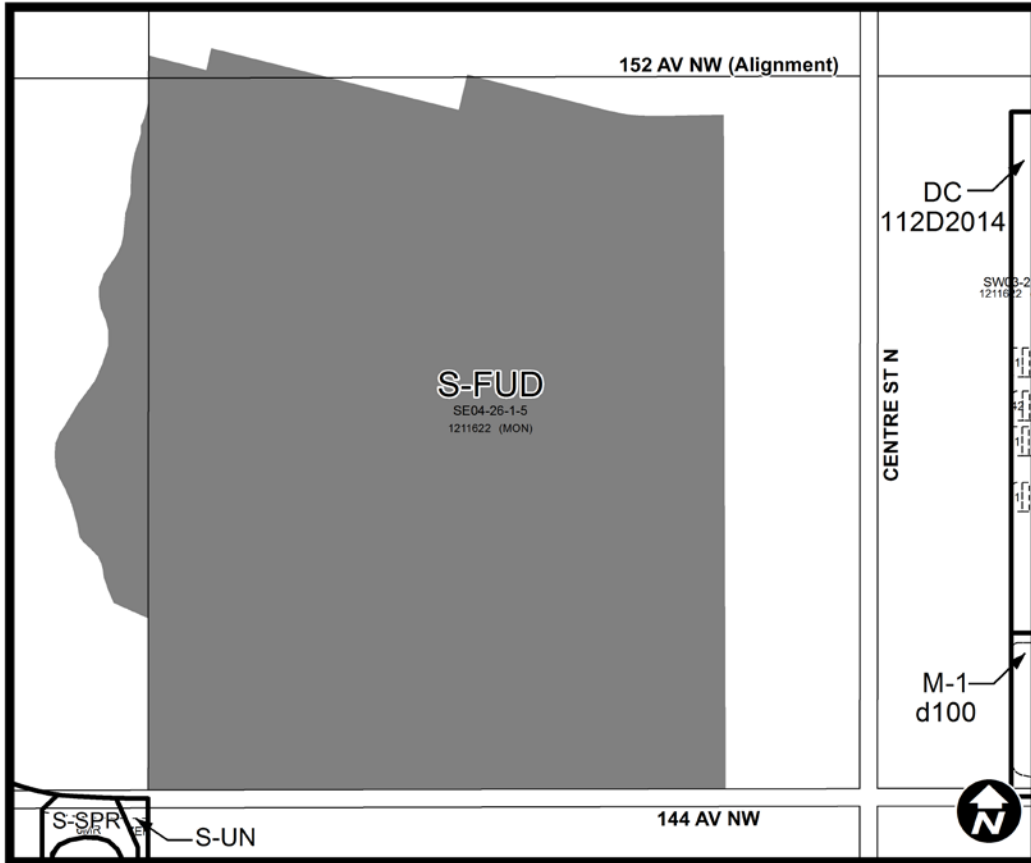 152 AV NW (Alignment)
DC
112D2014
1211622
S-FUD
SE04-26-1-5
1211622 (MON)
CENTRE ST N
M-1
d100
144 AV NW
N
S-SPR
S-UN